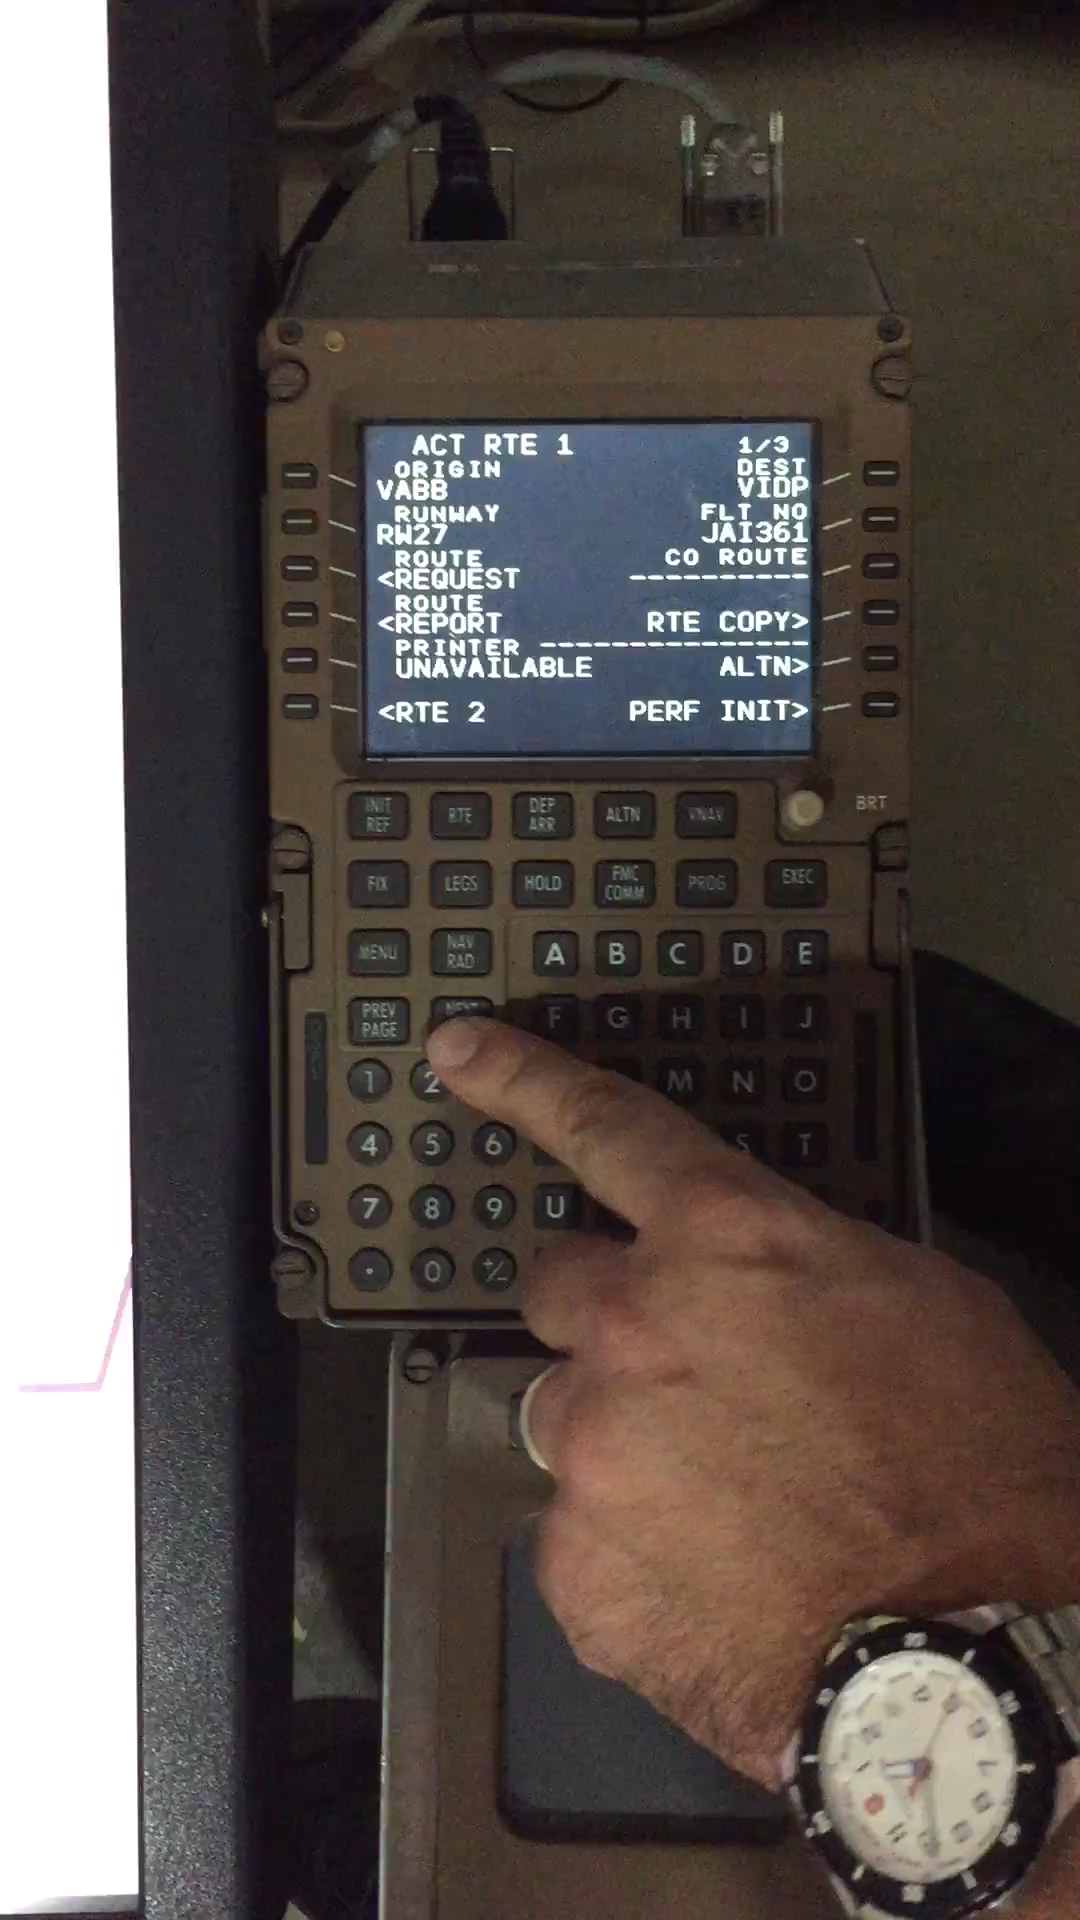 ACT RTE 1 1/3
ORIGIN DEST
VABB VIDP
RUNWAY FLT NO
RW27 JAI361
ROUTE CO ROUTE
<REQUEST ----------
ROUTE
<REPORT RTE COPY>
PRINTER ---------------
UNAVAILABLE ALTN>
<RTE 2 PERF INIT>
BRT
INIT REF RTE DEP ARR ALTN VNAV
FIX LEGS HOLD FMC COMM PROG EXEC
MENU NAV RAD A B C D E
PREV PAGE NEXT F G H I J
1 2 M N O
4 5 6 S T
7 8 9 U
. 0 +/-